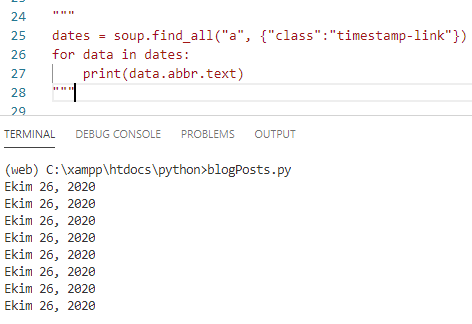 24 """
25 dates = soup.find_all("a", {"class":"timestamp-link"})
26 for data in dates:
27     print(data.abbr.text)
28 """
29
TERMINAL DEBUG CONSOLE PROBLEMS OUTPUT
(web) C:\xampp\htdocs\python>blogPosts.py
Ekim 26, 2020
Ekim 26, 2020
Ekim 26, 2020
Ekim 26, 2020
Ekim 26, 2020
Ekim 26, 2020
Ekim 26, 2020
Ekim 26, 2020